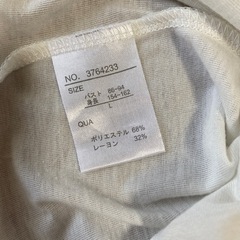 NO. 3764233
SIZE
バスト 86-94
身長 154-162
L
QUA
ポリエステル 68%
レーヨン 32%